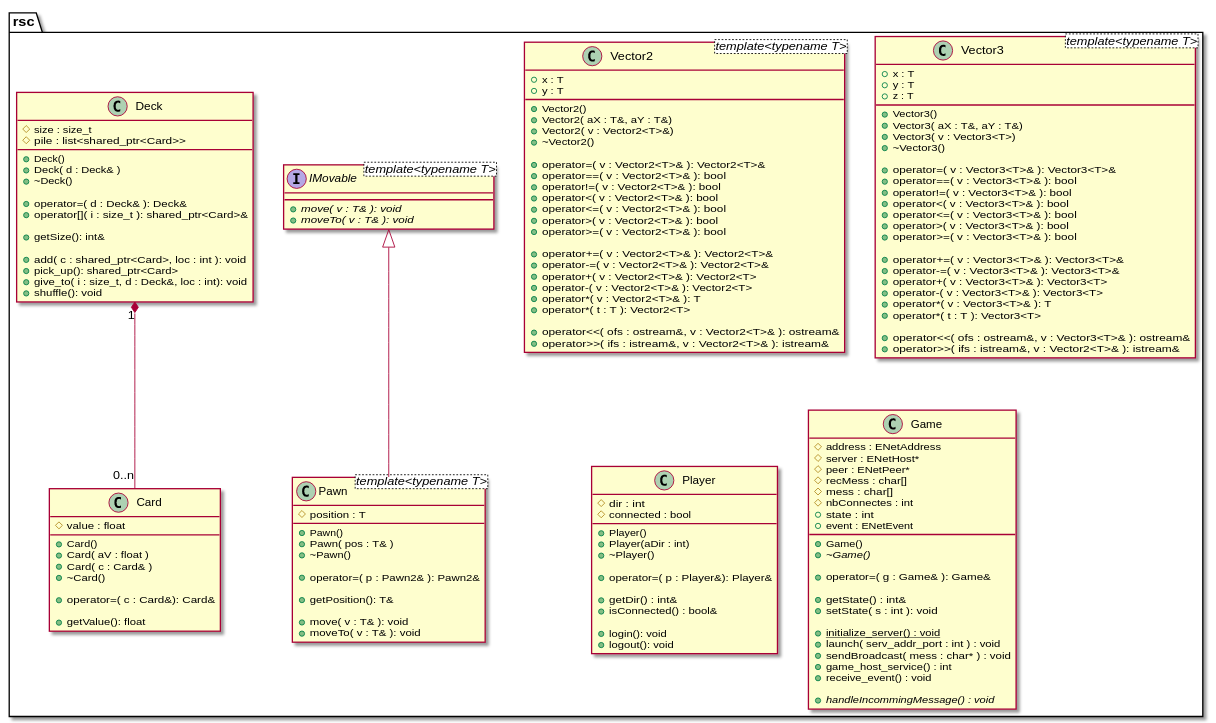 rsc
C Deck
size : size_t
pile : list<shared_ptr<Card>>
Deck()
Deck( d : Deck& )
~Deck()
operator=( d : Deck& ): Deck&
operator[]( i : size_t ): shared_ptr<Card>&
getSize(): int&
add( c : shared_ptr<Card>, loc : int ): void
pick_up(): shared_ptr<Card>
give_to( i : size_t, d : Deck&, loc : int): void
shuffle(): void
1
0..n
C Card
value : float
Card()
Card( aV : float )
Card( c : Card& )
~Card()
operator=( c : Card&): Card&
getValue(): float
I IMovable
template<typename T>
move( v : T& ): void
moveTo( v : T& ): void
C Pawn
template<typename T>
position : T
Pawn()
Pawn( pos : T& )
~Pawn()
operator=( p : Pawn2& ): Pawn2&
getPosition(): T&
move( v : T& ): void
moveTo( v : T& ): void
C Vector2
template<typename T>
x : T
y : T
Vector2()
Vector2( aX : T&, aY : T&)
Vector2( v : Vector2<T>&)
~Vector2()
operator=( v : Vector2<T>& ): Vector2<T>&
operator==( v : Vector2<T>& ): bool
operator!=( v : Vector2<T>& ): bool
operator<( v : Vector2<T>& ): bool
operator<=( v : Vector2<T>& ): bool
operator>( v : Vector2<T>& ): bool
operator>=( v : Vector2<T>& ): bool
operator+=( v : Vector2<T>& ): Vector2<T>&
operator-=( v : Vector2<T>& ): Vector2<T>&
operator+( v : Vector2<T>& ): Vector2<T>
operator-( v : Vector2<T>& ): Vector2<T>
operator*( v : Vector2<T>& ): T
operator*( t : T ): Vector2<T>
operator<<( ofs : ostream&, v : Vector2<T>& ): ostream&
operator>>( ifs : istream&, v : Vector2<T>& ): istream&
C Vector3
template<typename T>
x : T
y : T
z : T
Vector3()
Vector3( aX : T&, aY : T&)
Vector3( v : Vector3<T>)
~Vector3()
operator=( v : Vector3<T>& ): Vector3<T>&
operator==( v : Vector3<T>& ): bool
operator!=( v : Vector3<T>& ): bool
operator<( v : Vector3<T>& ): bool
operator<=( v : Vector3<T>& ): bool
operator>( v : Vector3<T>& ): bool
operator>=( v : Vector3<T>& ): bool
operator+=( v : Vector3<T>& ): Vector3<T>&
operator-=( v : Vector3<T>& ): Vector3<T>&
operator+( v : Vector3<T>& ): Vector3<T>
operator-( v : Vector3<T>& ): Vector3<T>
operator*( v : Vector3<T>& ): T
operator*( t : T ): Vector3<T>
operator<<( ofs : ostream&, v : Vector3<T>& ): ostream&
operator>>( ifs : istream&, v : Vector2<T>& ): istream&
C Player
dir : int
connected : bool
Player()
Player(aDir : int)
~Player()
operator=( p : Player&): Player&
getDir() : int&
isConnected() : bool&
login(): void
logout(): void
C Game
address : ENetAddress
server : ENetHost*
peer : ENetPeer*
recMess : char[]
mess : char[]
nbConnectes : int
state : int
event : ENetEvent
Game()
~Game()
operator=( g : Game& ): Game&
getState() : int&
setState( s : int ): void
initialize_server() : void
launch( serv_addr_port : int ) : void
sendBroadcast( mess : char* ) : void
game_host_service() : int
receive_event() : void
handleIncommingMessage() : void